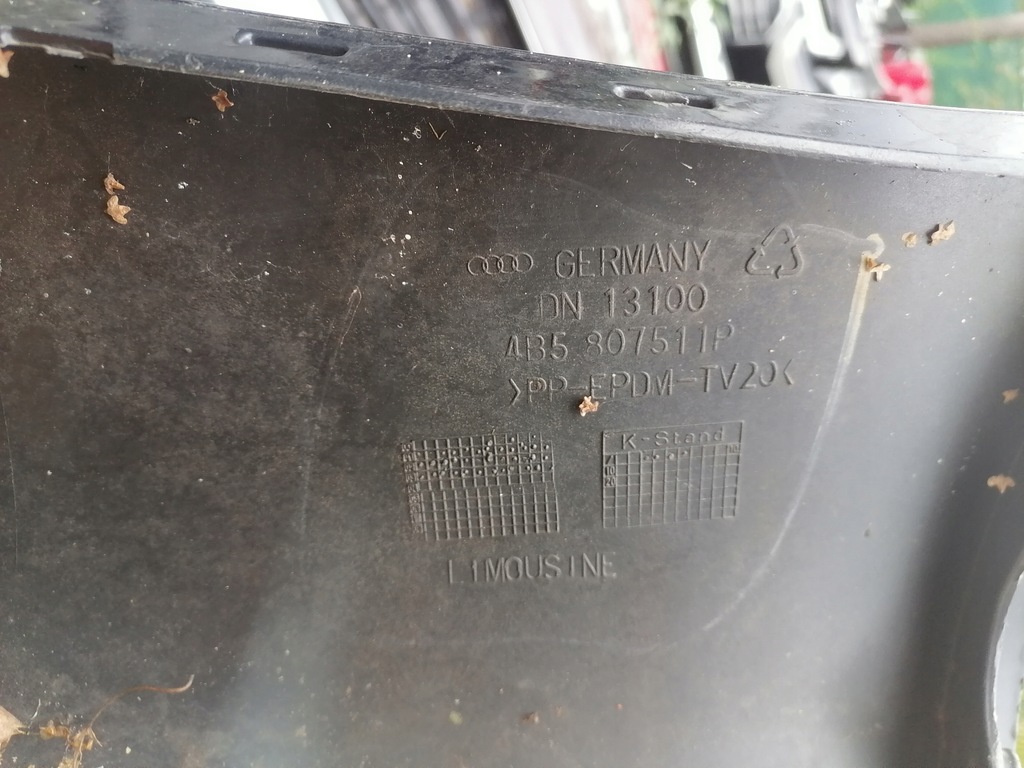 GERMANY
DN 13100
4B5 807511P
>PP-EPDM-TV20<
K-Stand
LIMOUSINE